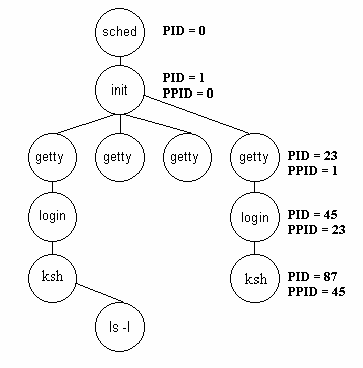 sched
PID = 0
init
PID = 1
PPID = 0
getty
getty
getty
getty
PID = 23
PPID = 1
login
login
PID = 45
PPID = 23
ksh
ksh
PID = 87
PPID = 45
ls -l